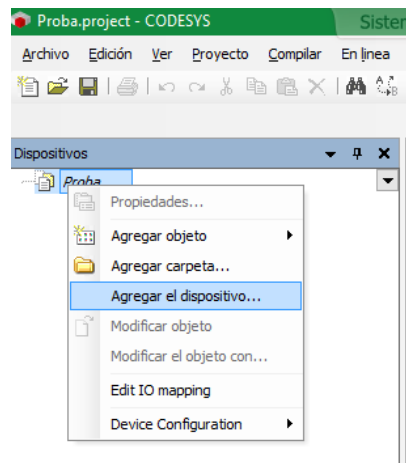 Proba.project - CODESYS
Sister
Archivo Edición Ver Proyecto Compilar En línea
Dispositivos
Proba
Propiedades...
Agregar objeto
Agregar carpeta...
Agregar el dispositivo...
Modificar objeto
Modificar el objeto con...
Edit IO mapping
Device Configuration